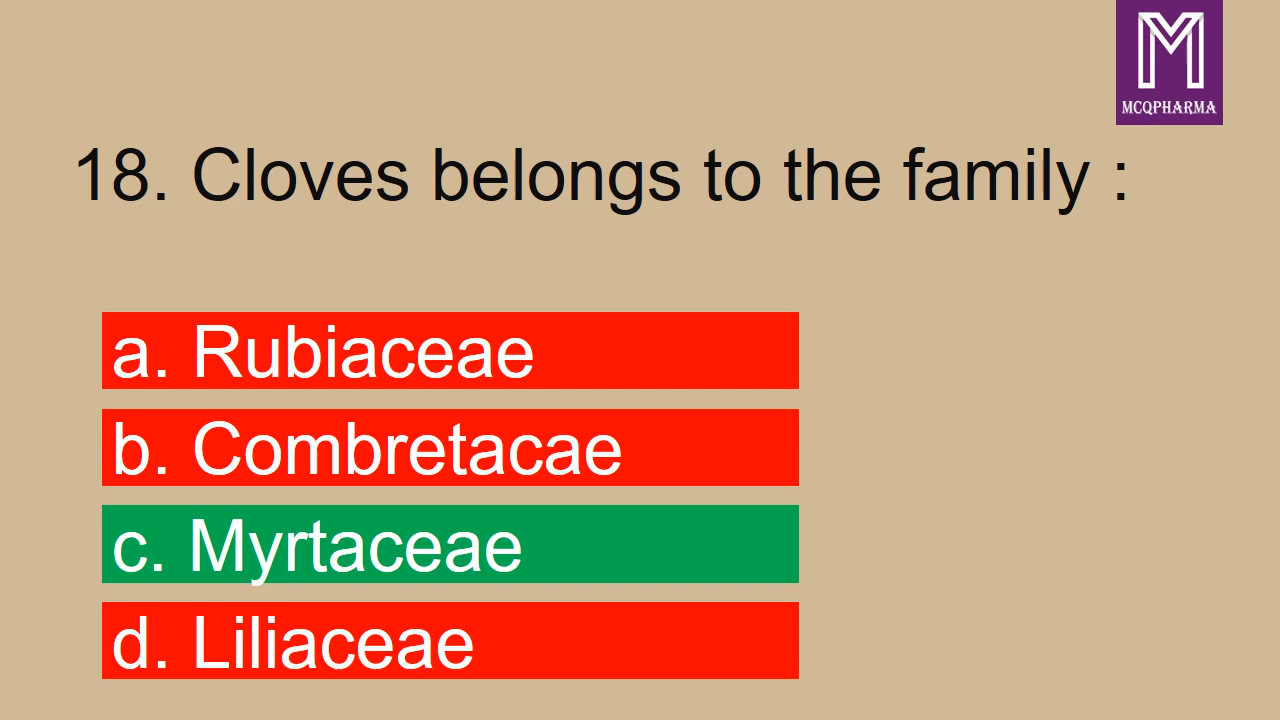 M
MCQPHARMA
18. Cloves belongs to the family :
a. Rubiaceae
b. Combretacae
c. Myrtaceae
d. Liliaceae